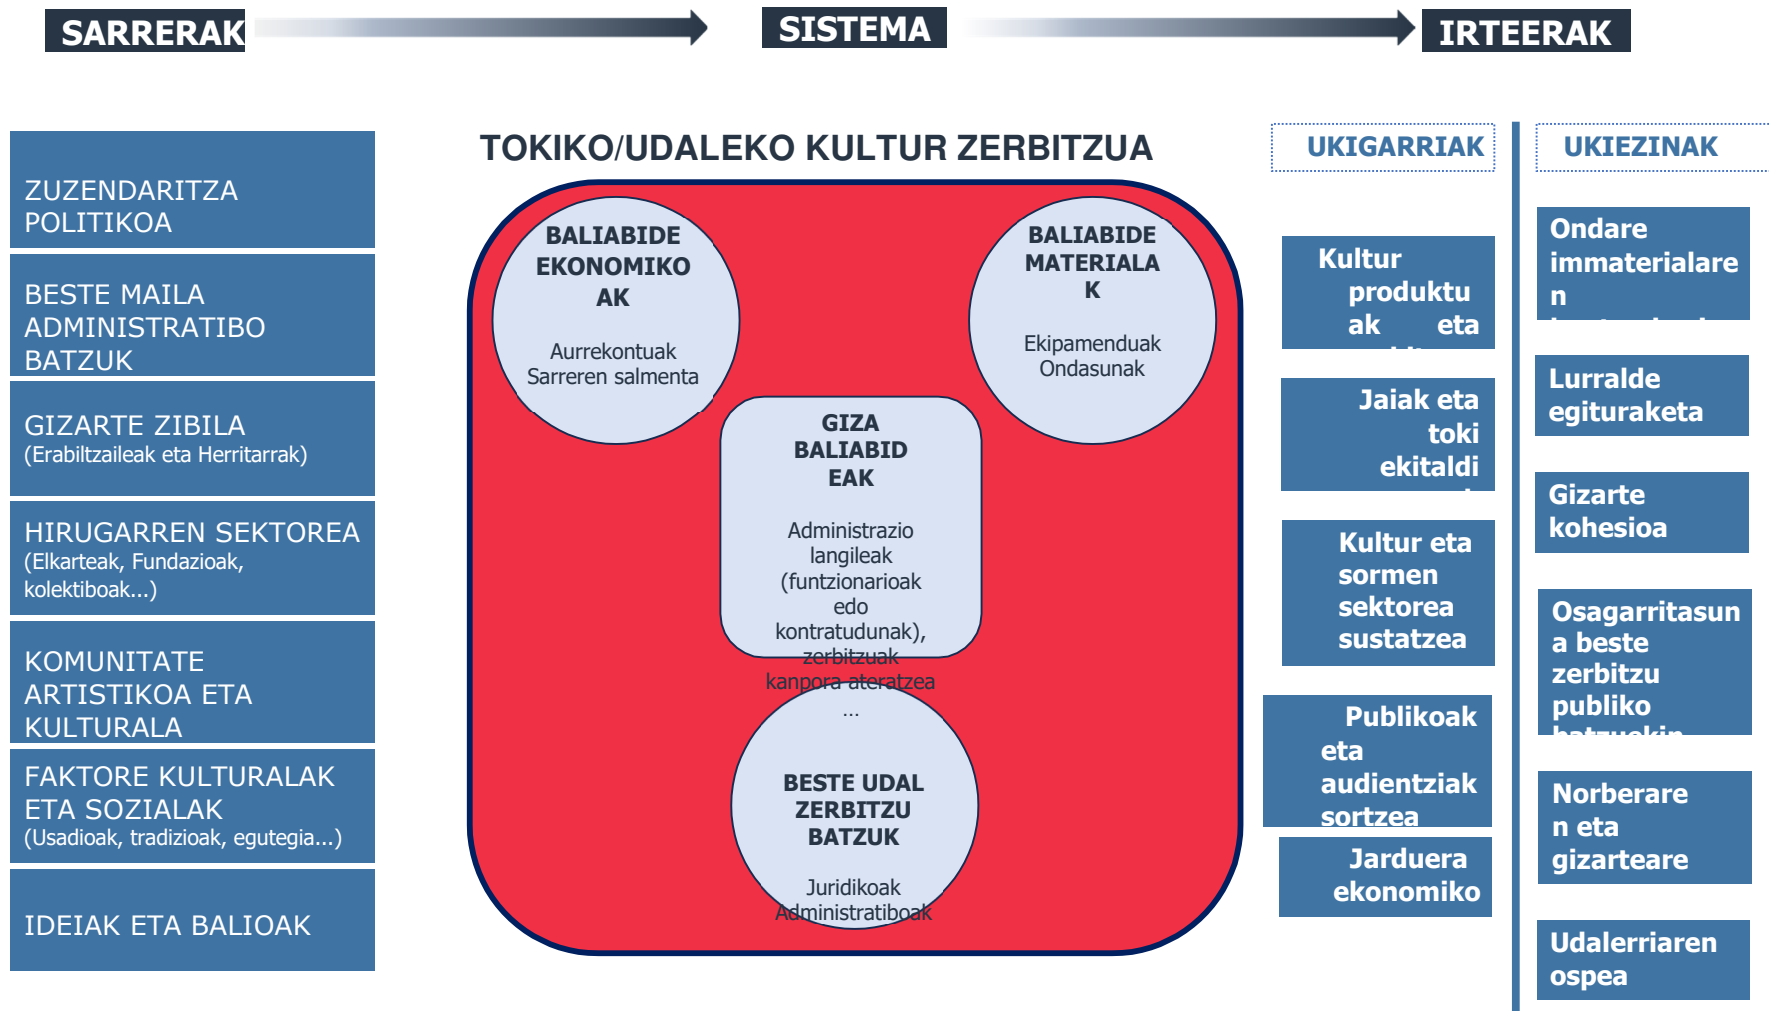 SARRERAK
SISTEMA
IRTEERAK
ZUZENDARITZA
POLITIKOA
BESTE MAILA
ADMINISTRATIBO
BATZUK
GIZARTE ZIBILA
(Erabiltzaileak eta Herritarrak)
HIRUGARREN SEKTOREA
(Elkarteak, Fundazioak,
kolektiboak...)
KOMUNITATE
ARTISTIKOA ETA
KULTURALA
FAKTORE KULTURALAK
ETA SOZIALAK
(Usadioak, tradizioak, egutegia...)
IDEIAK ETA BALIOAK
TOKIKO/UDALEKO KULTUR ZERBITZUA
BALIABIDE
EKONOMIKO
AK
Aurrekontuak
Sarreren salmenta
BALIABIDE
MATERIALA
K
Ekipamenduak
Ondasunak
GIZA
BALIABID
EAK
Administrazio
langileak
(funtzionarioak
edo
kontratudunak),
zerbitzuak
kanpora ateratzea
...
BESTE UDAL
ZERBITZU
BATZUK
Juridikoak
Administratiboak
UKIGARRIAK
Kultur
produktu
ak eta
Jaiak eta
toki
ekitaldi
Kultur eta
sormen
sektorea
sustatzea
Publikoak
eta
audientziak
sortzea
Jarduera
ekonomiko
UKIEZINAK
Ondare
immaterialare
n
Lurralde
egituraketa
Gizarte
kohesioa
Osagarritasun
a beste
zerbitzu
publiko
batzuekin
Norberare
n eta
gizarteare
Udalerriaren
ospea